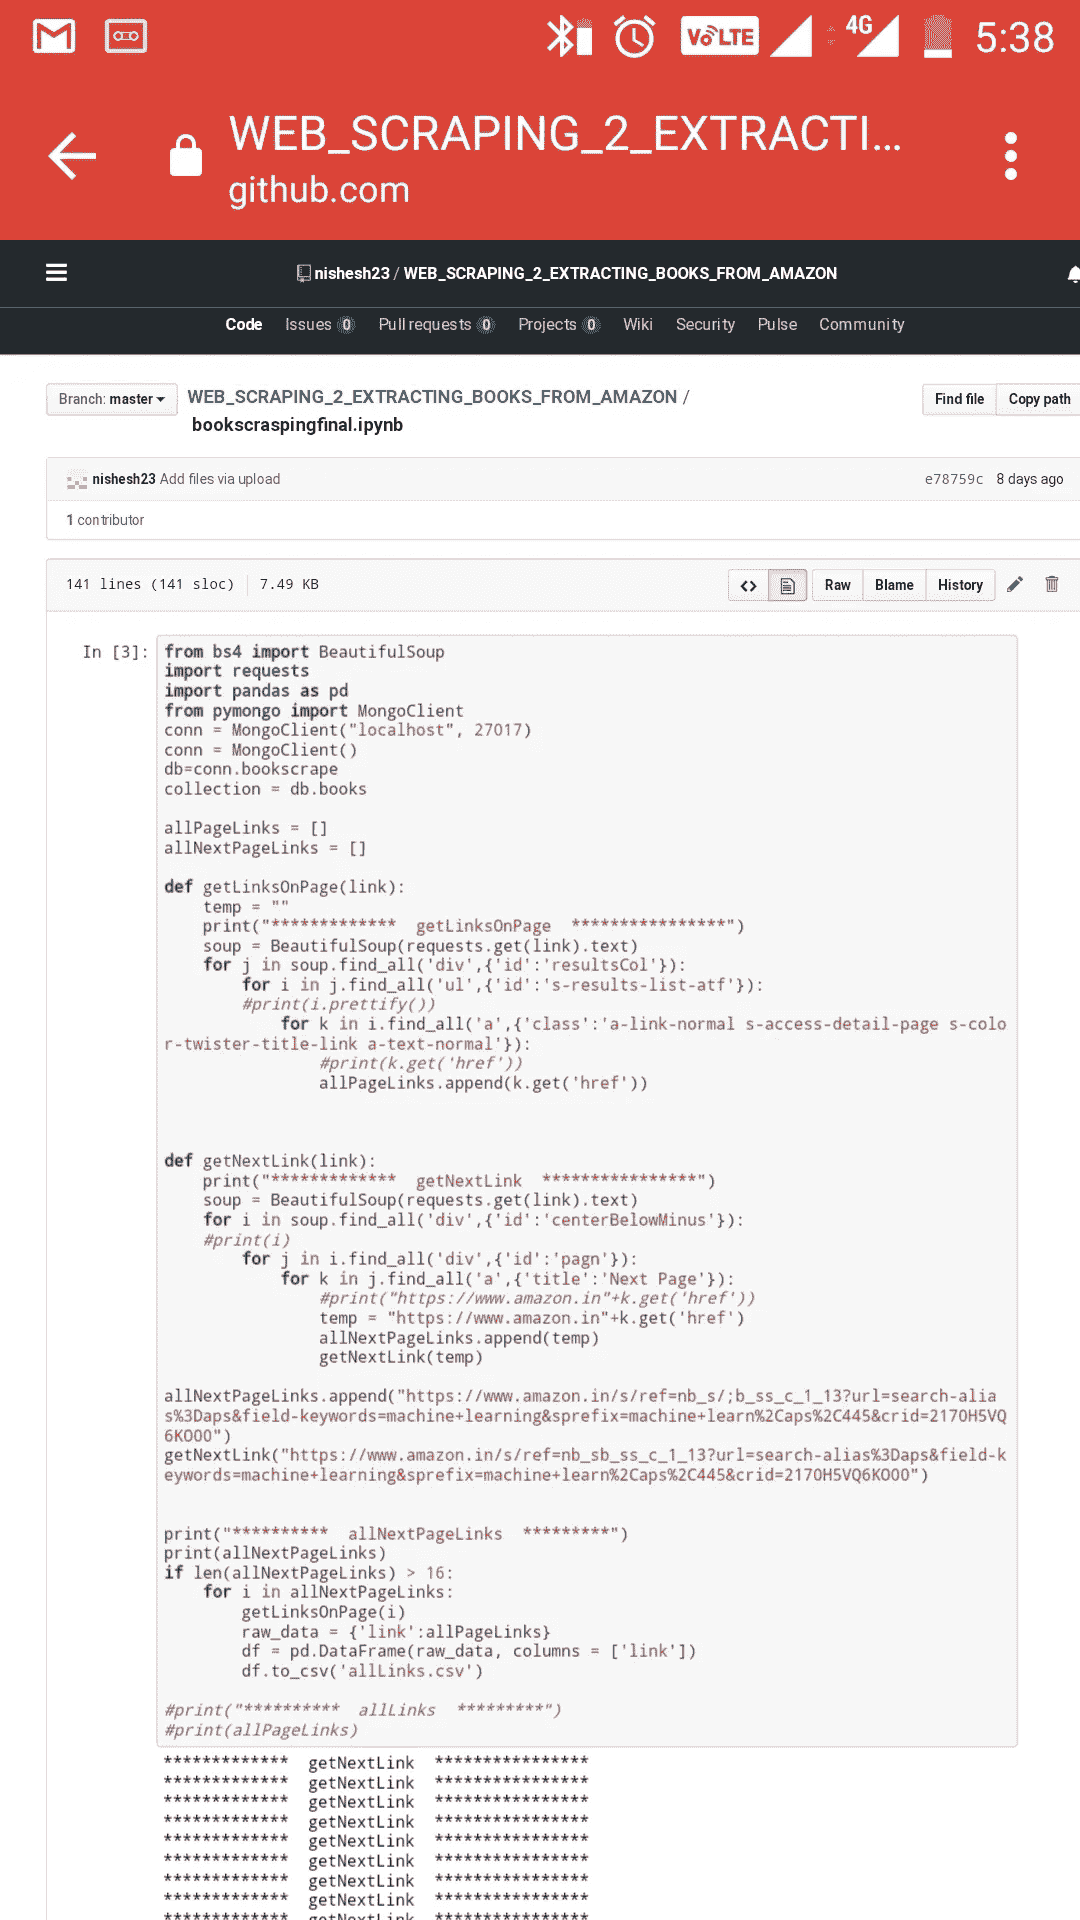 VoLTE 4G 5:38
WEB_SCRAPING_2_EXTRACTI...
github.com
nishesh23 / WEB_SCRAPING_2_EXTRACTING_BOOKS_FROM_AMAZON
Code Issues 0 Pull requests 0 Projects 0 Wiki Security Pulse Community
Branch: master WEB_SCRAPING_2_EXTRACTING_BOOKS_FROM_AMAZON / Find file Copy path
bookscraspingfinal.ipynb
nishesh23 Add files via upload e78759c 8 days ago
1 contributor
141 lines (141 sloc) 7.49 KB <> Raw Blame History
In [3]: from bs4 import BeautifulSoup
import requests
import pandas as pd
from pymongo import MongoClient
conn = MongoClient("localhost", 27017)
conn = MongoClient()
db=conn.bookscrape
collection = db.books
allPageLinks = []
allNextPageLinks = []
def getLinksOnPage(link):
    temp = ""
    print("*************  getLinksOnPage  ****************")
    soup = BeautifulSoup(requests.get(link).text)
    for j in soup.find_all('div',{'id':'resultsCol'}):
        for i in j.find_all('ul',{'id':'s-results-list-atf'}):
        #print(i.prettify())
            for k in i.find_all('a',{'class':'a-link-normal s-access-detail-page s-colo
r-twister-title-link a-text-normal'}):
                #print(k.get('href'))
                allPageLinks.append(k.get('href'))
def getNextLink(link):
    print("*************  getNextLink  ****************")
    soup = BeautifulSoup(requests.get(link).text)
    for i in soup.find_all('div',{'id':'centerBelowMinus'}):
    #print(i)
        for j in i.find_all('div',{'id':'pagn'}):
            for k in j.find_all('a',{'title':'Next Page'}):
                #print("https://www.amazon.in"+k.get('href'))
                temp = "https://www.amazon.in"+k.get('href')
                allNextPageLinks.append(temp)
                getNextLink(temp)
allNextPageLinks.append("https://www.amazon.in/s/ref=nb_s/;b_ss_c_1_13?url=search-alia
s%3Daps&field-keywords=machine+learning&sprefix=machine+learn%2Caps%2C445&crid=2170H5VQ
6KO00")
getNextLink("https://www.amazon.in/s/ref=nb_sb_ss_c_1_13?url=search-alias%3Daps&field-k
eywords=machine+learning&sprefix=machine+learn%2Caps%2C445&crid=2170H5VQ6KO00")
print("**********  allNextPageLinks  *********")
print(allNextPageLinks)
if len(allNextPageLinks) > 16:
    for i in allNextPageLinks:
        getLinksOnPage(i)
        raw_data = {'link':allPageLinks}
        df = pd.DataFrame(raw_data, columns = ['link'])
        df.to_csv('allLinks.csv')
#print("**********  allLinks  *********")
#print(allPageLinks)
*************  getNextLink  ****************
*************  getNextLink  ****************
*************  getNextLink  ****************
*************  getNextLink  ****************
*************  getNextLink  ****************
*************  getNextLink  ****************
*************  getNextLink  ****************
*************  getNextLink  ****************
*************  getNextLink  ****************